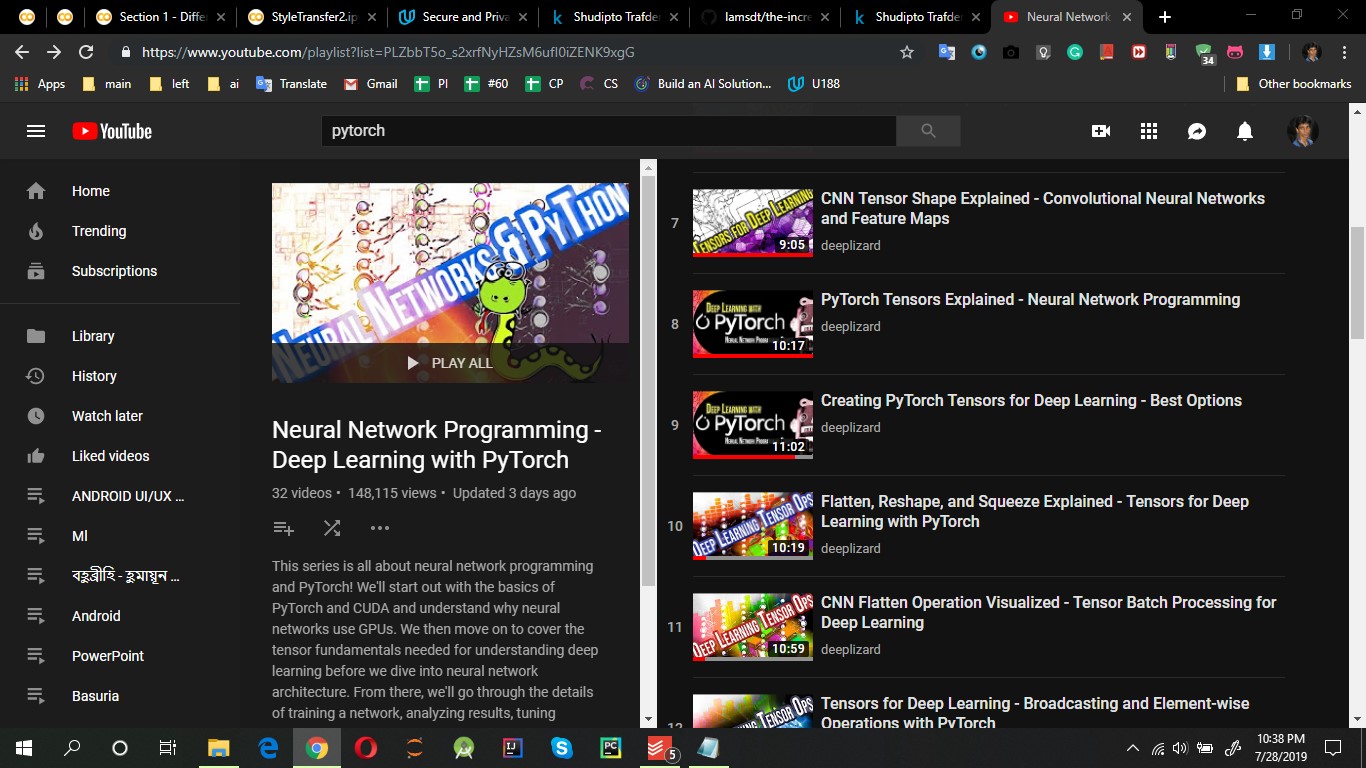 Section 1 - Differ
StyleTransfer2.ip
Secure and Priva
Shudipto Trafder
lamsdt/the-incre
Shudipto Trafder
Neural Network
https://www.youtube.com/playlist?list=PLZbbT5o_s2xrfNyHZsM6ufI0iZENK9xgG
34
Apps
main
left
ai
Translate
Gmail
PI
#60
CP
CS
Build an AI Solution...
U188
Other bookmarks
YouTube
pytorch
Home
Trending
Subscriptions
Library
History
Watch later
Liked videos
ANDROID UI/UX ...
Ml
বহুব্রীহি - হুমায়ূন ...
Android
PowerPoint
Basuria
NEURAL NETWORKS & PYTHON
PLAY ALL
Neural Network Programming -
Deep Learning with PyTorch
32 videos • 148,115 views • Updated 3 days ago
This series is all about neural network programming
and PyTorch! We'll start out with the basics of
PyTorch and CUDA and understand why neural
networks use GPUs. We then move on to cover the
tensor fundamentals needed for understanding deep
learning before we dive into neural network
architecture. From there, we'll go through the details
of training a network, analyzing results, tuning
7
TENSORS FOR DEEP LEARNING
9:05
CNN Tensor Shape Explained - Convolutional Neural Networks
and Feature Maps
deeplizard
8
DEEP LEARNING WITH
PyTorch
NEURAL NETWORK PROGR
10:17
PyTorch Tensors Explained - Neural Network Programming
deeplizard
9
DEEP LEARNING WITH
PyTorch
NEURAL NETWORK PROGR
11:02
Creating PyTorch Tensors for Deep Learning - Best Options
deeplizard
10
DEEP LEARNING TENSOR OPS
10:19
Flatten, Reshape, and Squeeze Explained - Tensors for Deep
Learning with PyTorch
deeplizard
11
DEEP LEARNING TENSOR OPS
10:59
CNN Flatten Operation Visualized - Tensor Batch Processing for
Deep Learning
deeplizard
12
TENSOR OPS
Tensors for Deep Learning - Broadcasting and Element-wise
Operations with PyTorch
5
10:38 PM
7/28/2019